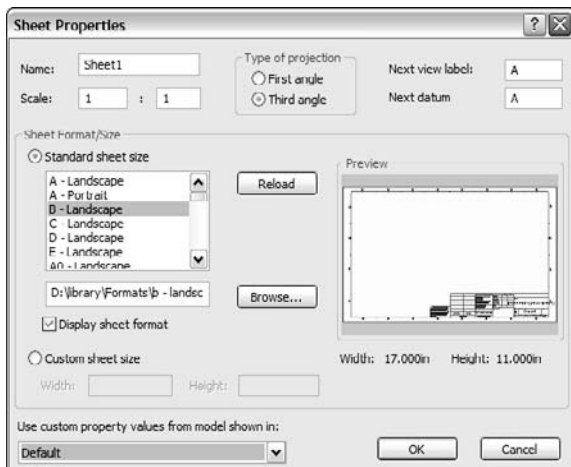 Sheet Properties
Name: Sheet1
Scale: 1 : 1
Type of projection
First angle
Third angle
Next view label: A
Next datum A
Sheet Format/Size
Standard sheet size
A - Landscape
A - Portrait
B - Landscape
C - Landscape
D - Landscape
E - Landscape
A0 - Landscape
Reload
D:\library\Formats\b - landsc
Browse...
Display sheet format
Custom sheet size
Width:
Height:
Preview
Width: 17.000in Height: 11.000in
Use custom property values from model shown in:
Default
OK
Cancel